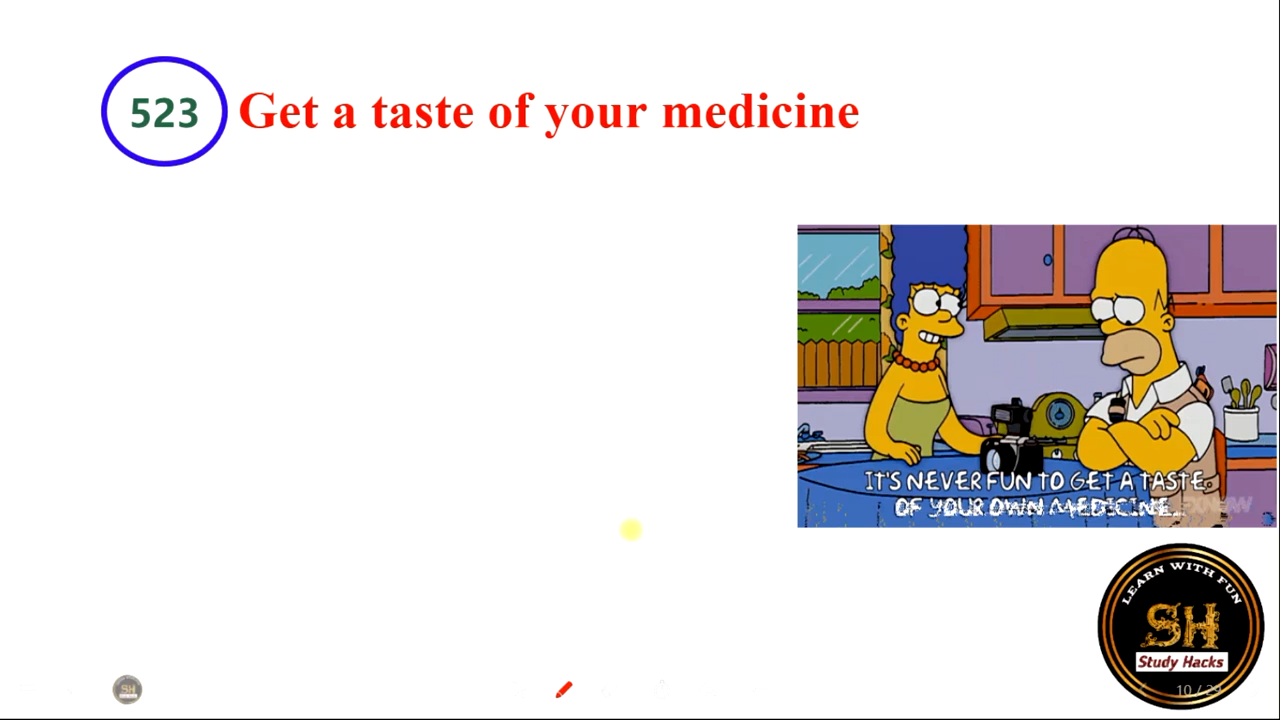 523 Get a taste of your medicine
IT'S NEVER FUN TO GET A TASTE
OF YOUR OWN MEDICINE.
LEARN WITH FUN
SH
Study Hacks
SH